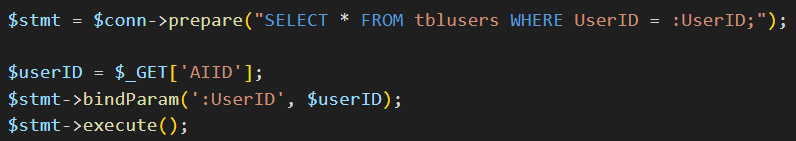 $stmt = $conn->prepare("SELECT * FROM tblusers WHERE UserID = :UserID;");
$userID = $_GET['AIID'];
$stmt->bindParam(':UserID', $userID);
$stmt->execute();